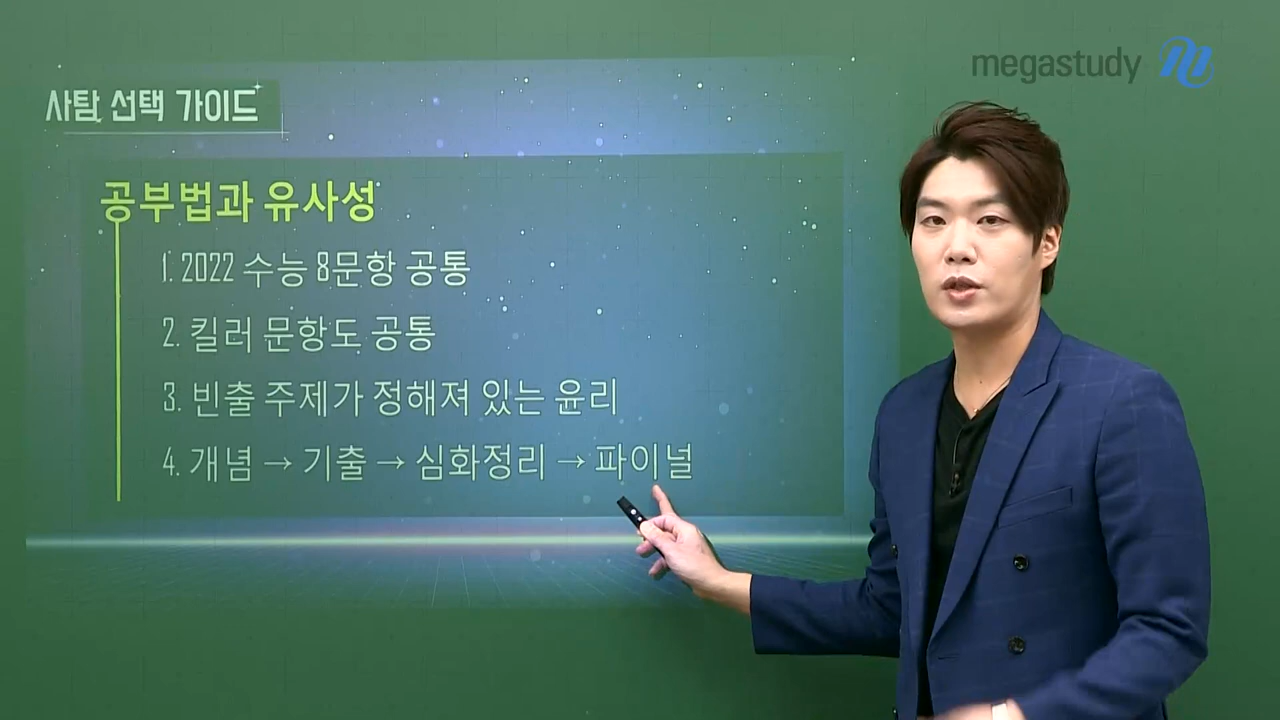 megastudy
사탐 선택 가이드
공부법과 유사성
1. 2022 수능 8문항 공통
2. 킬러 문항도 공통
3. 빈출 주제가 정해져 있는 윤리
4. 개념 → 기출 → 심화정리 → 파이널